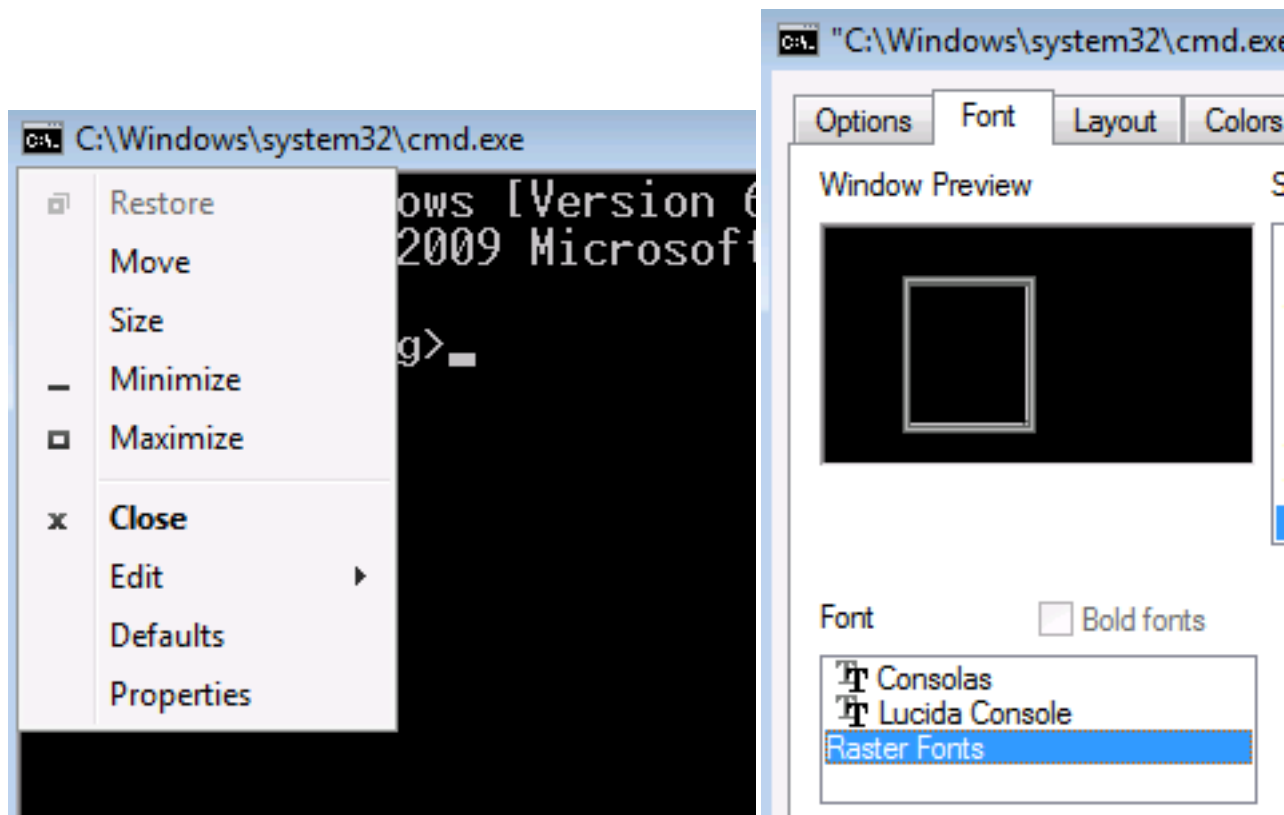 C:\Windows\system32\cmd.exe
Restore
Move
Size
Minimize
Maximize
Close
Edit
Defaults
Properties
ows [Version 6
2009 Microsoft
g>
"C:\Windows\system32\cmd.exe
Options Font Layout Colors
Window Preview S
Font Bold fonts
Consolas
Lucida Console
Raster Fonts